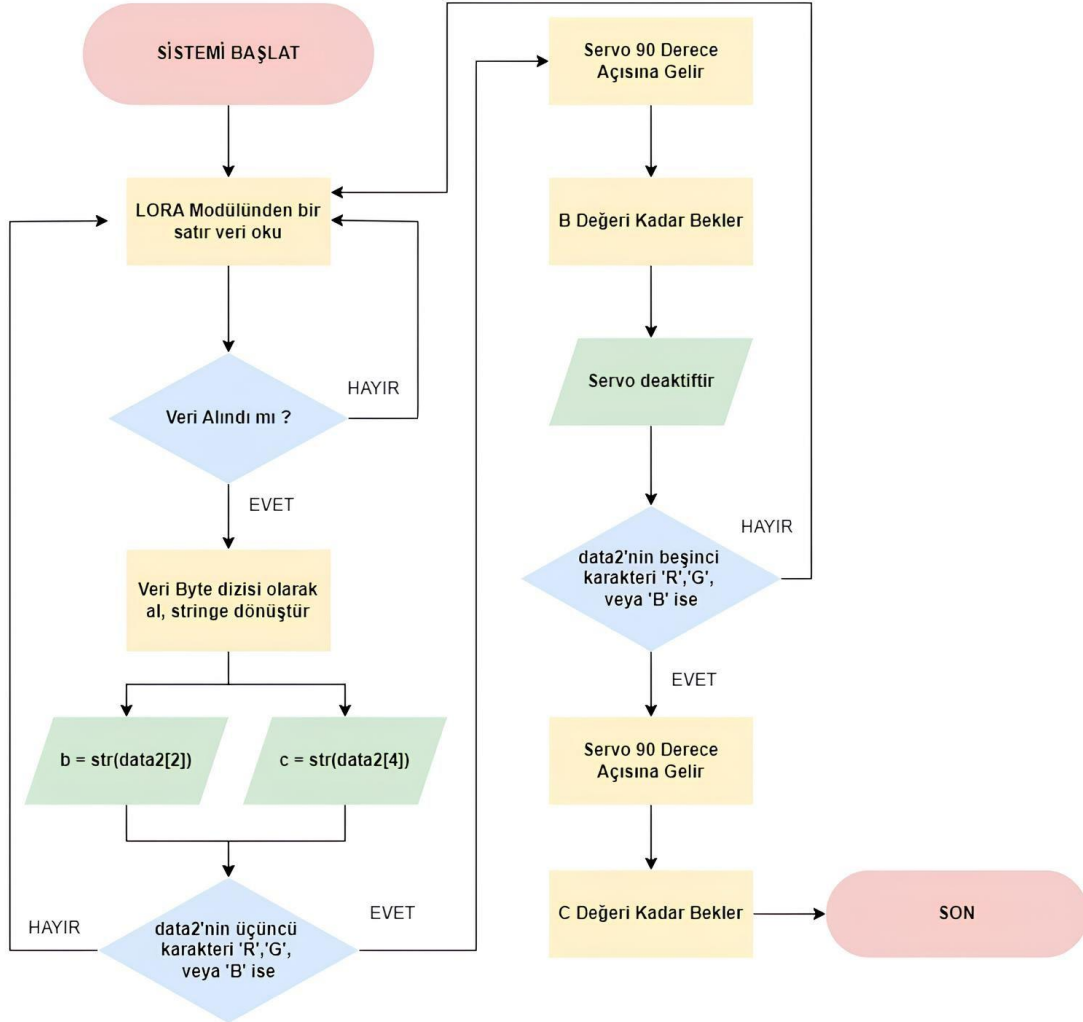 SİSTEMİ BAŞLAT
LORA Modülünden bir
satır veri oku
HAYIR
Veri Alındı mı ?
EVET
Veri Byte dizisi olarak
al, stringe dönüştür
b = str(data2[2])
c = str(data2[4])
HAYIR
EVET
data2'nin üçüncü
karakteri 'R','G',
veya 'B' ise
Servo 90 Derece
Açısına Gelir
B Değeri Kadar Bekler
Servo deaktiftir
HAYIR
data2'nin beşinci
karakteri 'R','G',
veya 'B' ise
EVET
Servo 90 Derece
Açısına Gelir
C Değeri Kadar Bekler
SON